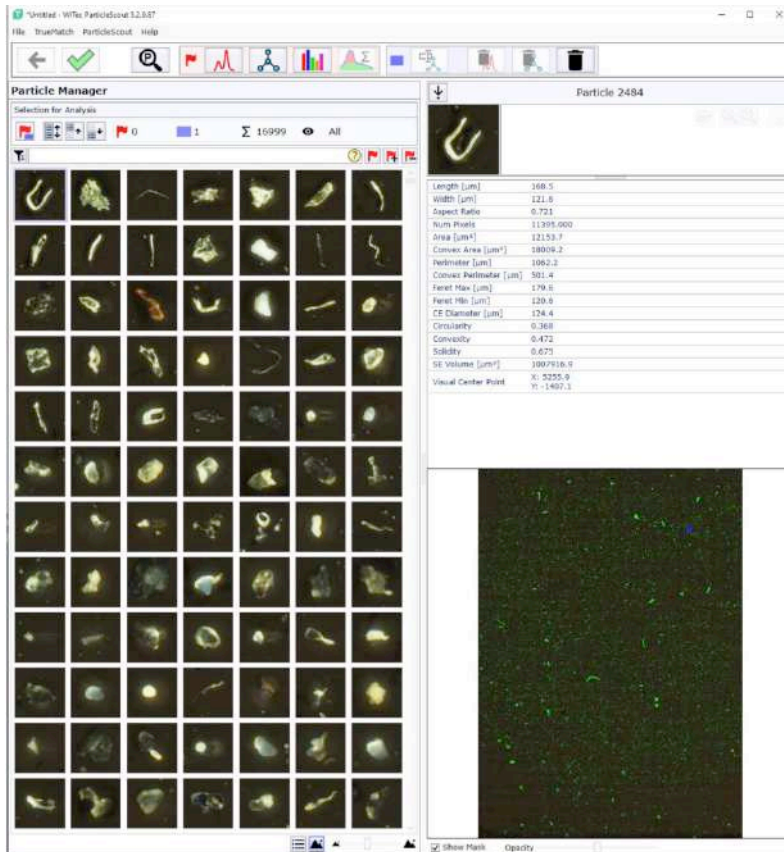 *Untitled - WITec ParticleScout 5.2.8.87
File TrueMatch ParticleScout Help
Particle Manager
Selection for Analysis
0 1 Σ 16999 All
Particle 2484
Length [µm] 168.5
Width [µm] 121.6
Aspect Ratio 0.721
Num Pixels 11395.000
Area [µm²] 12153.7
Convex Area [µm²] 18009.2
Perimeter [µm] 1062.2
Convex Perimeter [µm] 501.4
Feret Max [µm] 179.6
Feret Min [µm] 120.6
CE Diameter [µm] 124.4
Circularity 0.368
Convexity 0.472
Solidity 0.675
SE Volume [µm³] 1007916.9
Visual Center Point X: 5255.9
Y: -1407.1
Show Mask Opacity